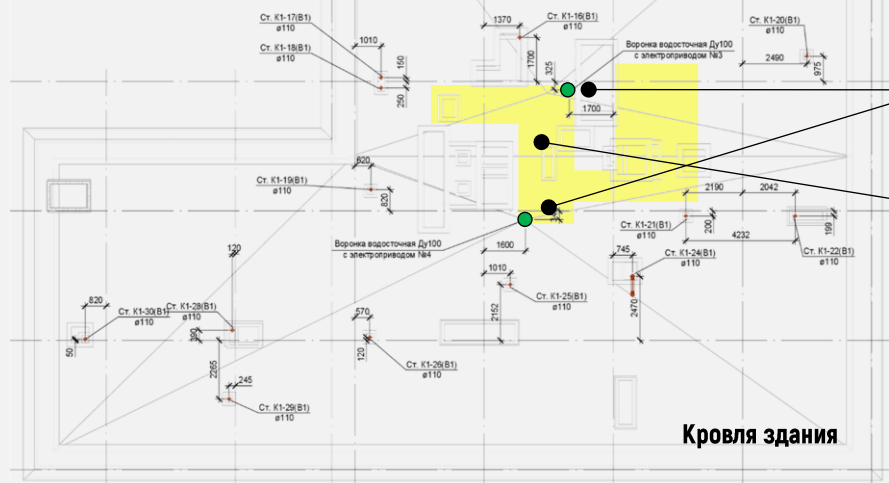 Ст. К1-17(В1)
ø110
Ст. К1-18(В1)
ø110
1010
150
250
1370
Ст. К1-16(В1)
ø110
1700
325
Воронка водосточная Ду100
с электроприводом №3
1700
Ст. К1-20(В1)
ø110
2490
975
620
Ст. К1-19(В1)
ø110
820
2190
2042
Ст. К1-21(В1)
ø110
200
4232
199
Ст. К1-22(В1)
ø110
Воронка водосточная Ду100
с электроприводом №4
1600
1010
745
Ст. К1-24(В1)
ø110
2470
120
Ст. К1-25(В1)
ø110
2152
820
Ст. К1-30(В1)
ø110
Ст. К1-28(В1)
ø110
50
390
2265
245
Ст. К1-29(В1)
ø110
570
120
Ст. К1-26(В1)
ø110
Кровля здания